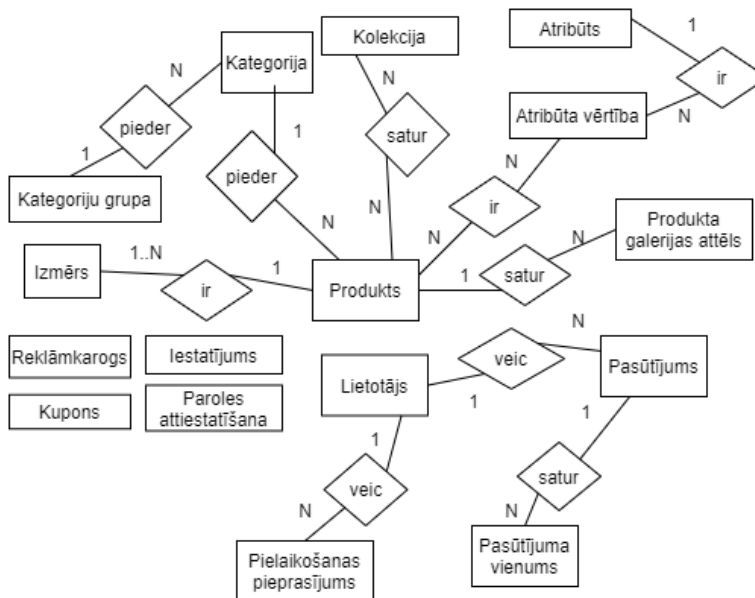 Kolekcija
Atribūts
1
N
Kategorija
N
ir
pieder
satur
Atribūta vērtība
N
1
1
pieder
N
Kategoriju grupa
ir
N
N
N
Produkta
galerijas attēls
N
1..N
Izmērs
1
Produkts
1
satur
ir
N
Reklāmkarogs
Iestatījums
veic
Lietotājs
Pasūtījums
Kupons
Paroles
attiestatīšana
1
1
1
satur
veic
N
N
Pielaikošanas
pieprasījums
Pasūtījuma
vienums